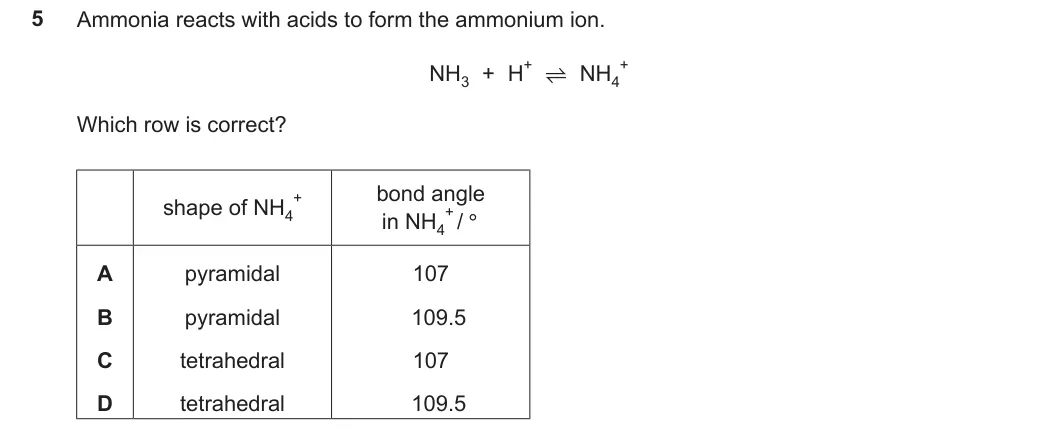 5 Ammonia reacts with acids to form the ammonium ion.
NH₃ + H⁺ ⇌ NH₄⁺
Which row is correct?
shape of NH₄⁺
bond angle
in NH₄⁺ / °
A pyramidal 107
B pyramidal 109.5
C tetrahedral 107
D tetrahedral 109.5